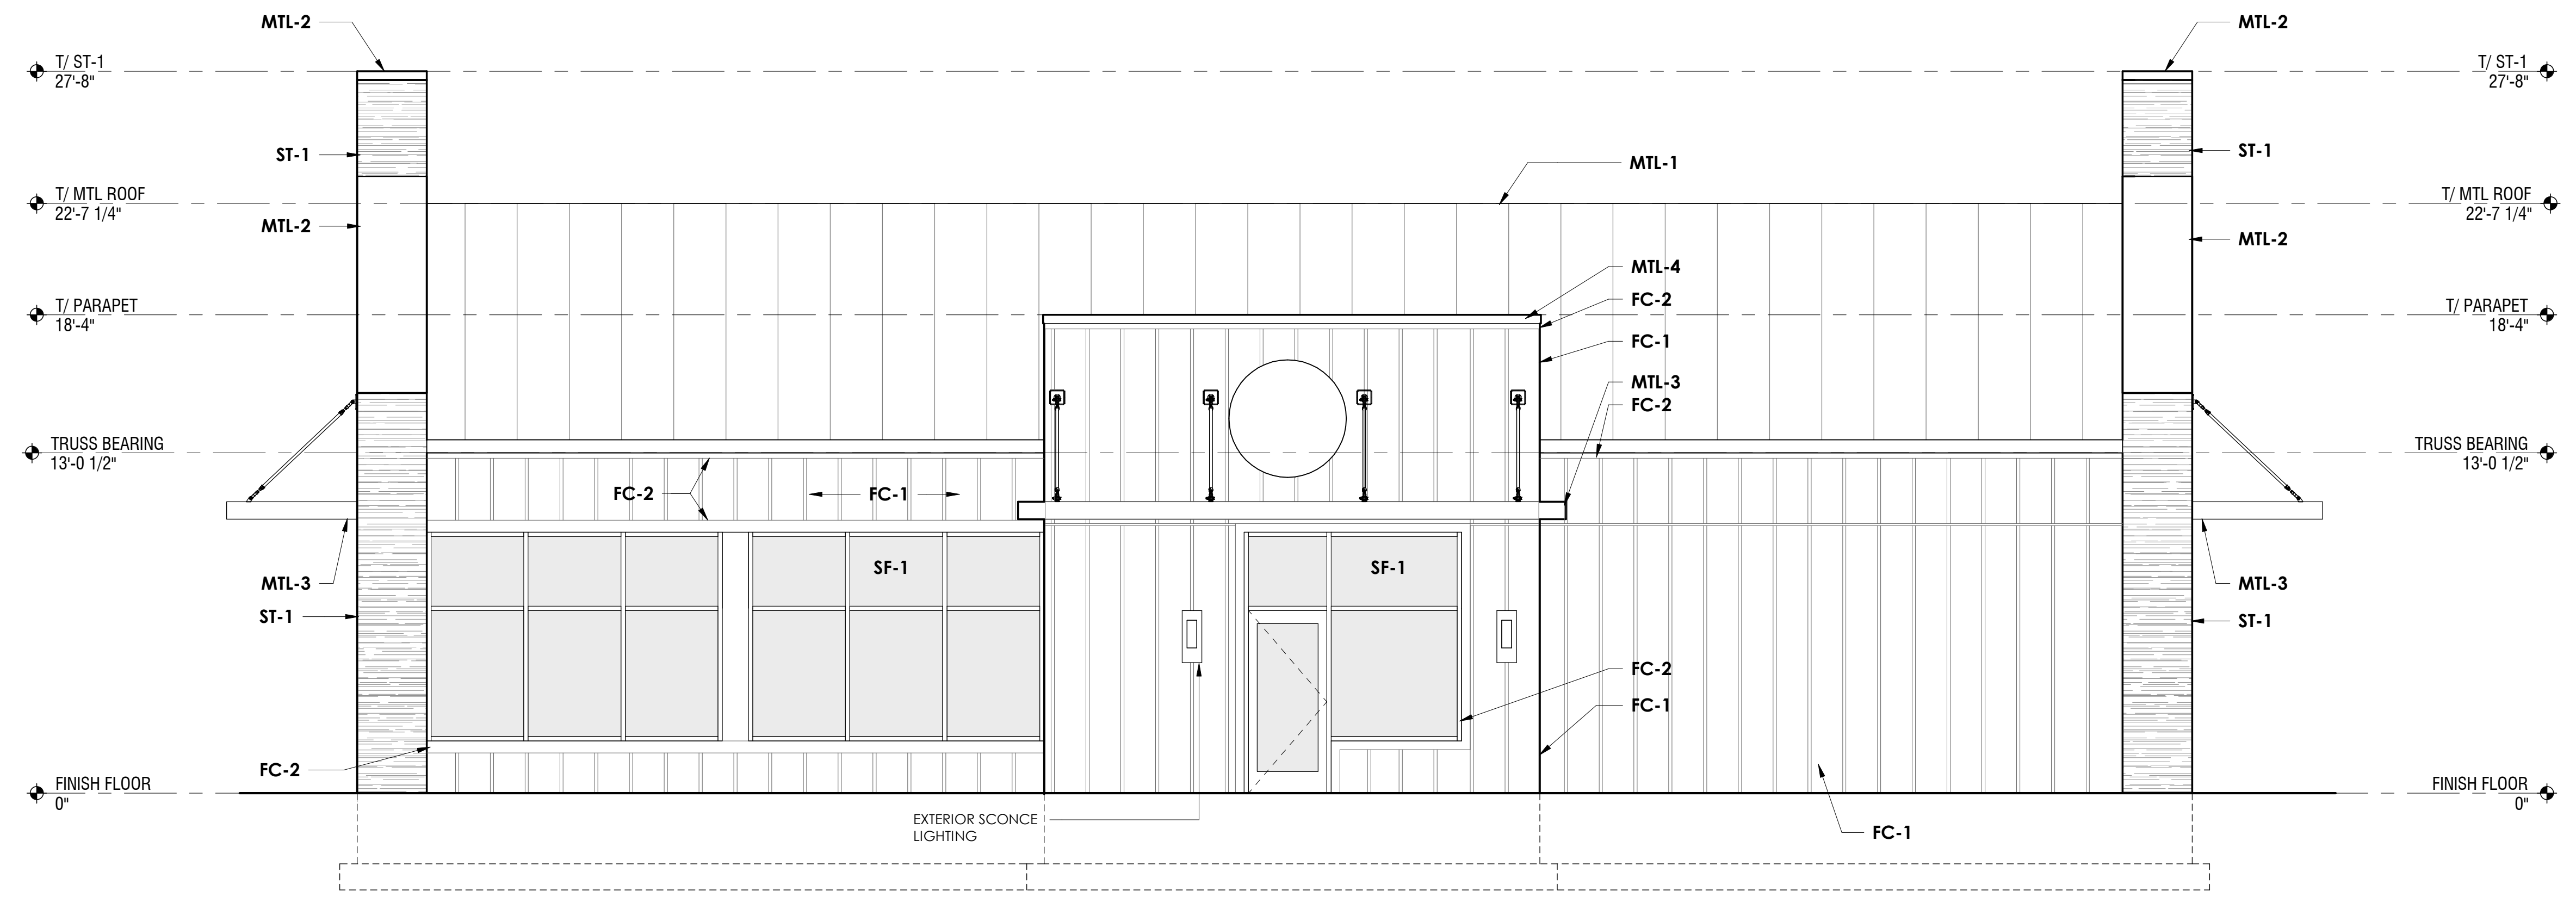 MTL-2
MTL-2
T/ ST-1
27'-8"
T/ ST-1
27'-8"
ST-1
ST-1
MTL-1
T/ MTL ROOF
22'-7 1/4"
T/ MTL ROOF
22'-7 1/4"
MTL-2
MTL-2
MTL-4
FC-2
T/ PARAPET
18'-4"
T/ PARAPET
18'-4"
FC-1
MTL-3
FC-2
TRUSS BEARING
13'-0 1/2"
TRUSS BEARING
13'-0 1/2"
FC-2
FC-1
SF-1
SF-1
MTL-3
MTL-3
ST-1
ST-1
FC-2
FC-1
FC-2
FINISH FLOOR
0"
FINISH FLOOR
0"
EXTERIOR SCONCE
LIGHTING
FC-1